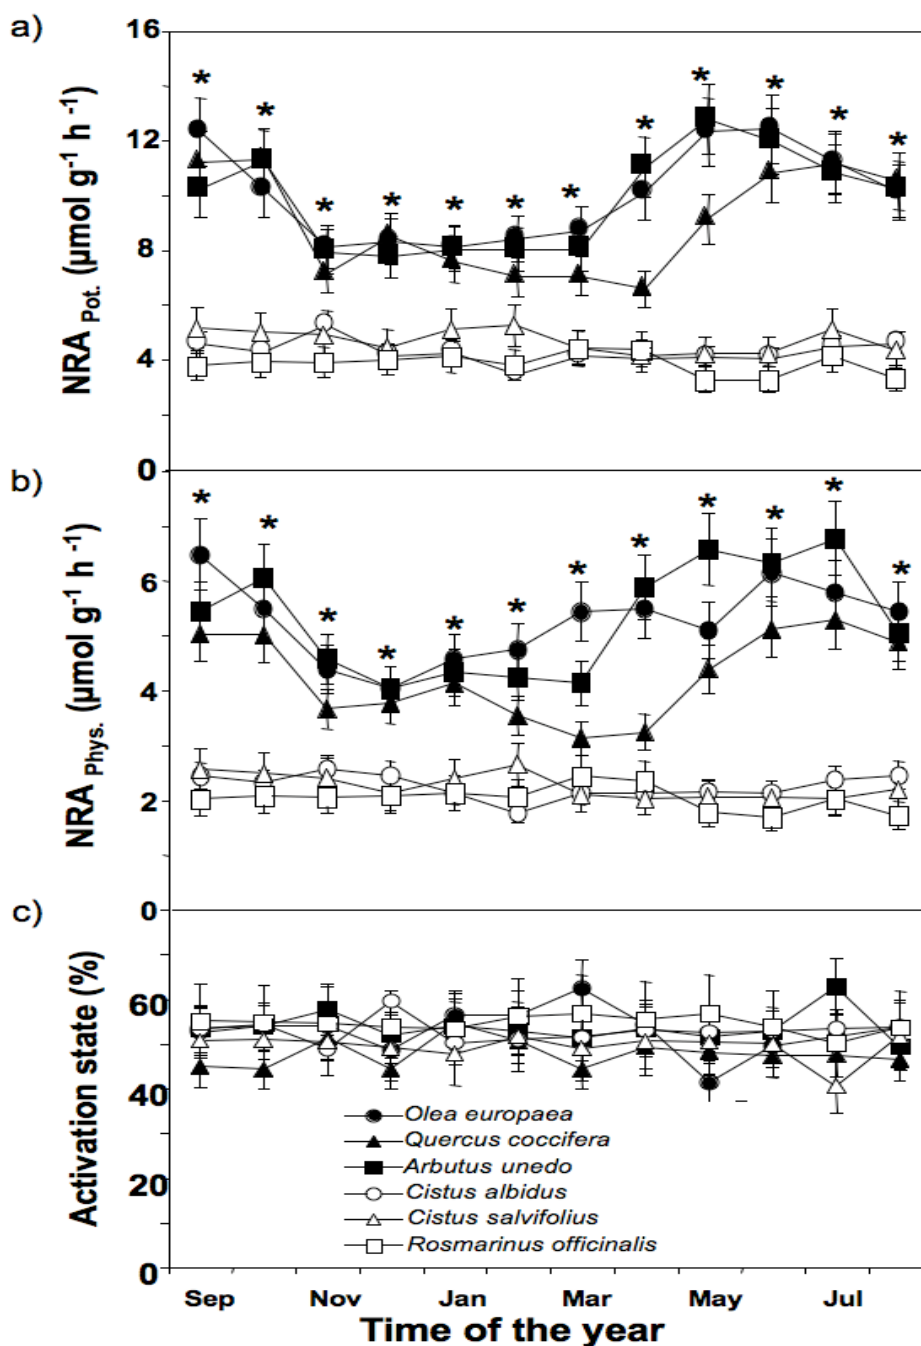 a)
NRA Pot. (µmol g⁻¹ h⁻¹)
16
12
8
4
0
* * * * * * * * * * * *
b)
NRA Phys. (µmol g⁻¹ h⁻¹)
6
4
2
0
* * * * * * * * * * * *
c)
Activation state (%)
60
40
20
0
Olea europaea
Quercus coccifera
Arbutus unedo
Cistus albidus
Cistus salvifolius
Rosmarinus officinalis
Sep Nov Jan Mar May Jul
Time of the year